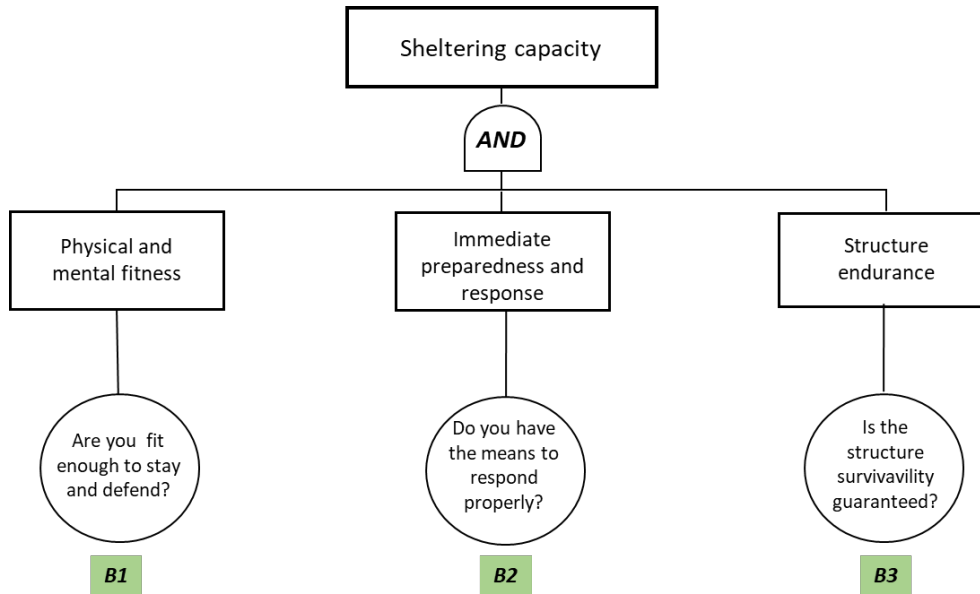 Sheltering capacity
AND
Physical and
mental fitness
Immediate
preparedness and
response
Structure
endurance
Are you fit
enough to stay
and defend?
Do you have
the means to
respond
properly?
Is the
structure
survivavility
guaranteed?
B1
B2
B3